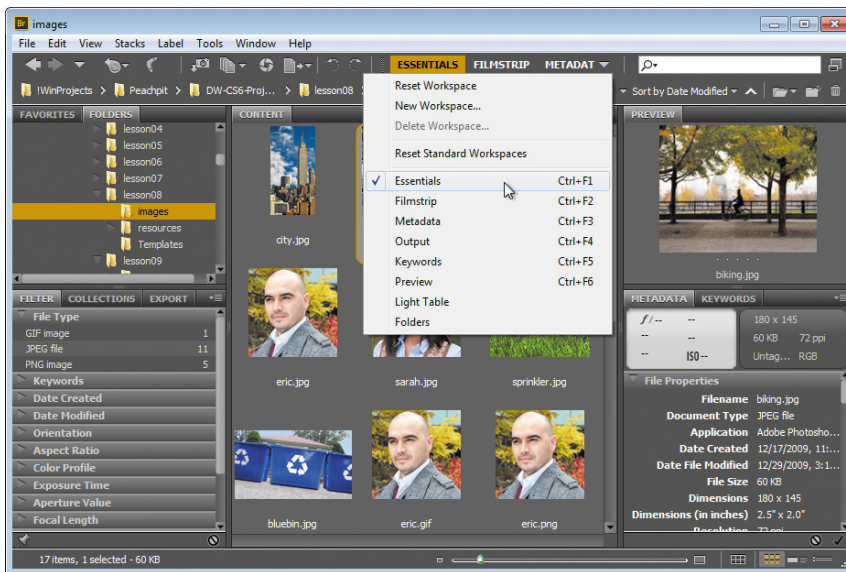 Br images
File Edit View Stacks Label Tools Window Help
ESSENTIALS FILMSTRIP METADAT
!WinProjects > Peachpit > DW-CS6-Proj... > lesson08
Sort by Date Modified
FAVORITES FOLDERS
lesson04
lesson05
lesson06
lesson07
lesson08
images
resources
Templates
lesson09
FILTER COLLECTIONS EXPORT
File Type
GIF image 1
JPEG file 11
PNG image 5
Keywords
Date Created
Date Modified
Orientation
Aspect Ratio
Color Profile
Exposure Time
Aperture Value
Focal Length
CONTENT
city.jpg
eric.jpg
sarah.jpg
sprinkler.jpg
bluebin.jpg
eric.gif
eric.png
Reset Workspace
New Workspace...
Delete Workspace...
Reset Standard Workspaces
Essentials Ctrl+F1
Filmstrip Ctrl+F2
Metadata Ctrl+F3
Output Ctrl+F4
Keywords Ctrl+F5
Preview Ctrl+F6
Light Table
Folders
PREVIEW
biking.jpg
METADATA KEYWORDS
f/-- --
-- --
-- ISO--
180 x 145
60 KB 72 ppi
Untag... RGB
File Properties
Filename biking.jpg
Document Type JPEG file
Application Adobe Photosho...
Date Created 12/17/2009, 11:...
Date File Modified 12/29/2009, 3:1...
File Size 60 KB
Dimensions 180 x 145
Dimensions (in inches) 2.5" x 2.0"
Resolution 72 ppi
17 items, 1 selected - 60 KB